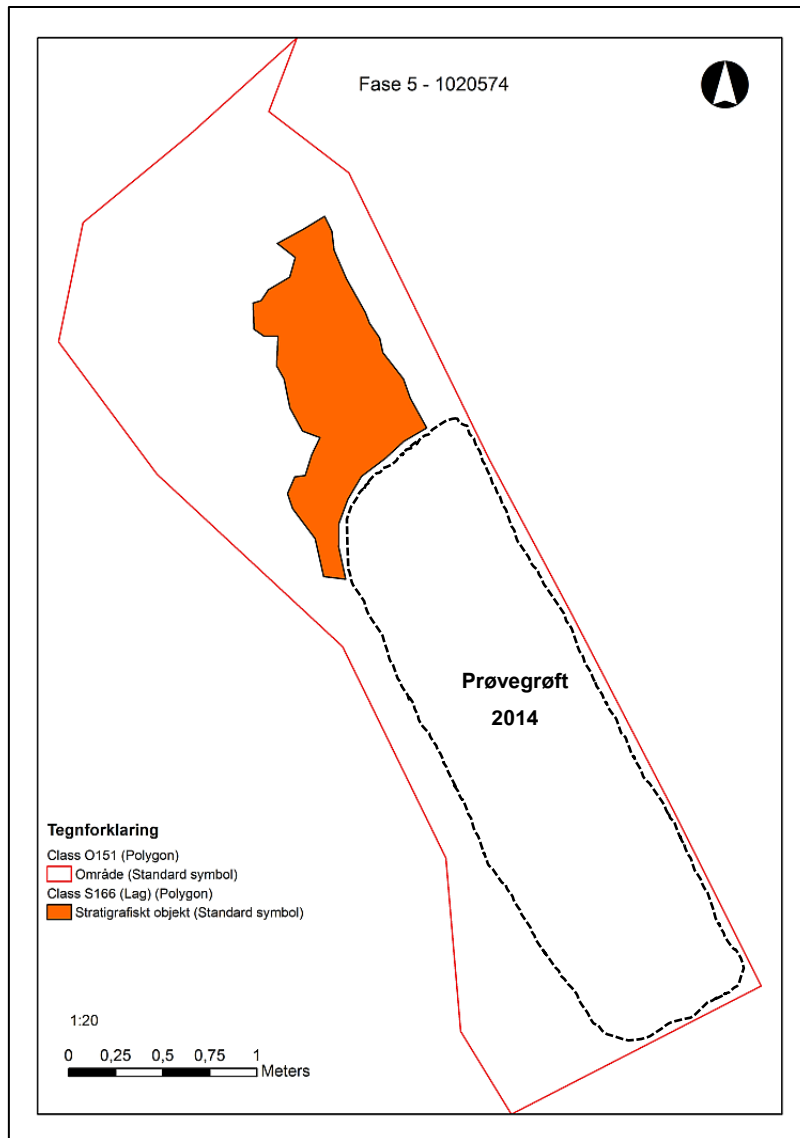 Fase 5 - 1020574
Prøvegrøft
2014
Tegnforklaring
Class O151 (Polygon)
Område (Standard symbol)
Class S166 (Lag) (Polygon)
Stratigrafiskt objekt (Standard symbol)
1:20
0 0,25 0,5 0,75 1
Meters